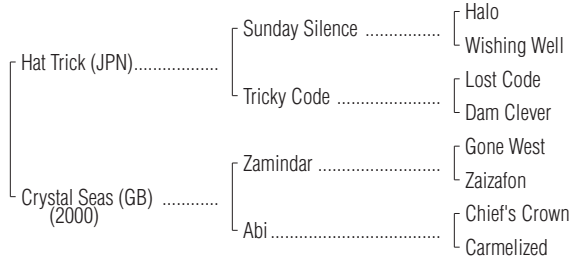 Halo
Sunday Silence ..................
Wishing Well
Hat Trick (JPN)....................
Lost Code
Tricky Code .........................
Dam Clever
Gone West
Zamindar .............................
Zaizafon
Crystal Seas (GB) .............
(2000)
Chief's Crown
Abi........................................
Carmelized